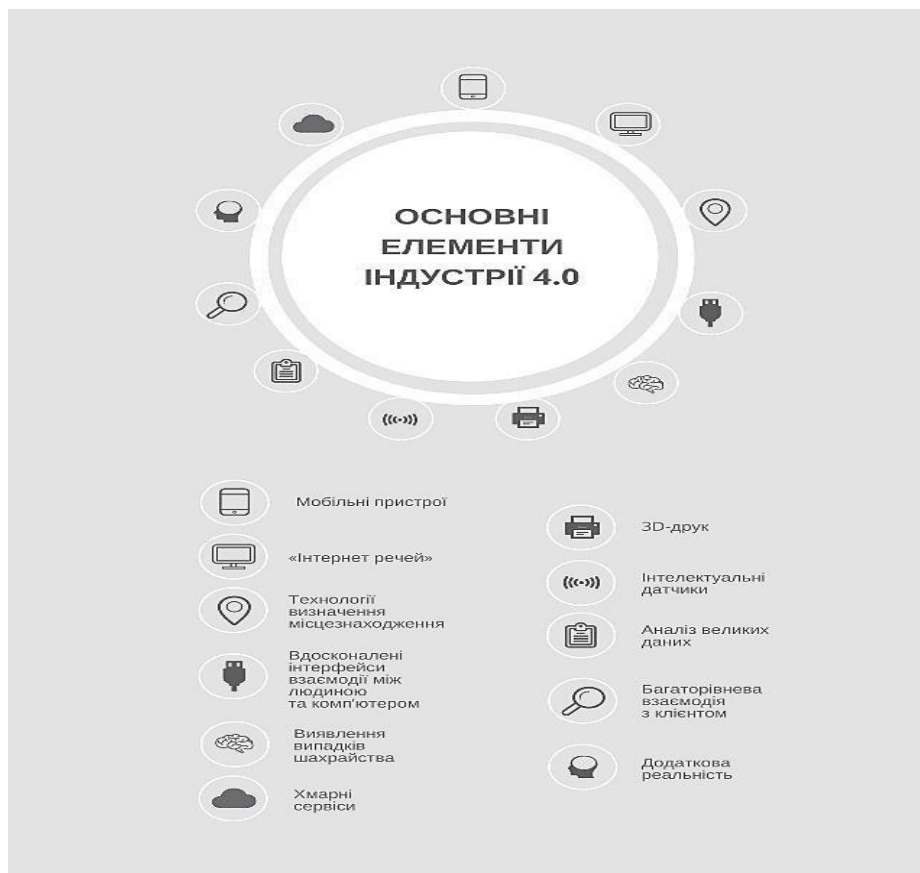 ОСНОВНІ
ЕЛЕМЕНТИ
ІНДУСТРІЇ 4.0
Мобільні пристрої
«Інтернет речей»
Технології
визначення
місцезнаходження
Вдосконалені
інтерфейси
взаємодії між
людиною
та комп'ютером
Виявлення
випадків
шахрайства
Хмарні
сервіси
3D-друк
Інтелектуальні
датчики
Аналіз великих
даних
Багаторівнева
взаємодія
з клієнтом
Додаткова
реальність